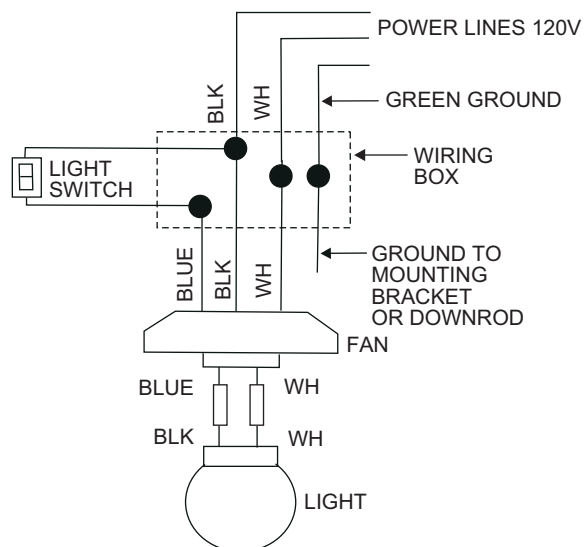 POWER LINES 120V
BLK
WH
GREEN GROUND
LIGHT
SWITCH
WIRING
BOX
BLUE
BLK
WH
GROUND TO
MOUNTING
BRACKET
OR DOWNROD
FAN
BLUE
WH
BLK
WH
LIGHT